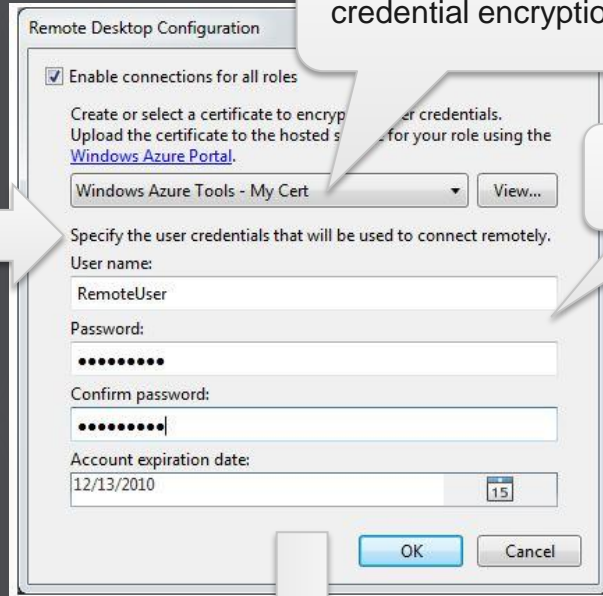 credential encryptio
Remote Desktop Configuration
Enable connections for all roles
Create or select a certificate to encryp er credentials.
Upload the certificate to the hosted s for your role using the
Windows Azure Portal.
Windows Azure Tools - My Cert
View...
Specify the user credentials that will be used to connect remotely.
User name:
RemoteUser
Password:
●●●●●●●●●
Confirm password:
●●●●●●●●●
Account expiration date:
12/13/2010
15
OK
Cancel